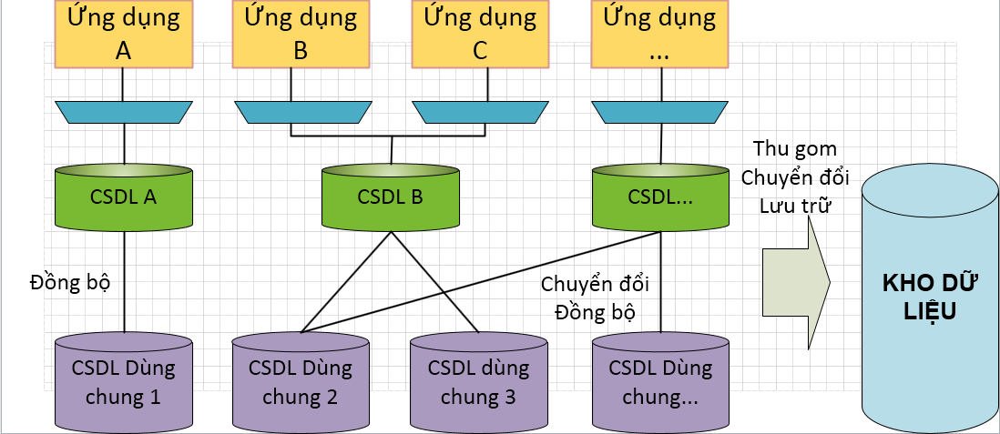 Ứng dụng
A
Ứng dụng
B
Ứng dụng
C
Ứng dụng
...
CSDL A
CSDL B
CSDL...
Thu gom
Chuyển đổi
Lưu trữ
Đồng bộ
Chuyển đổi
Đồng bộ
KHO DỮ
LIỆU
CSDL Dùng
chung 1
CSDL Dùng
chung 2
CSDL dùng
chung 3
CSDL Dùng
chung...